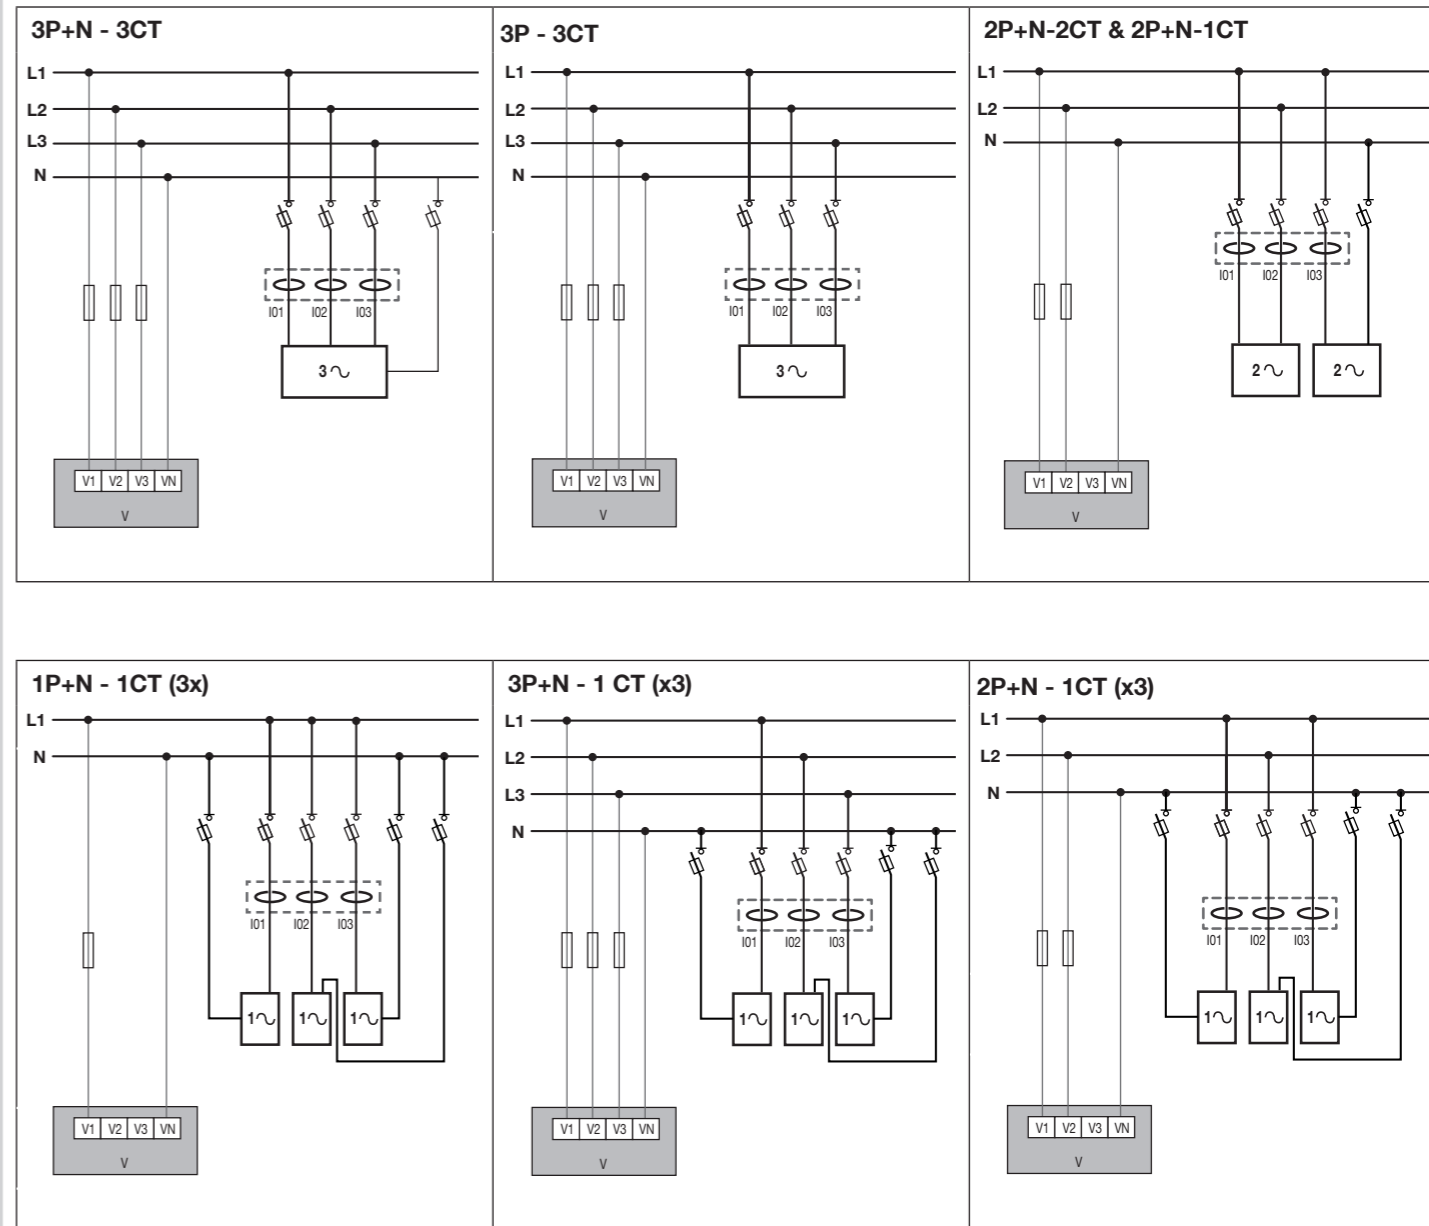 3P+N - 3CT
L1
L2
L3
N
I01 I02 I03
3
V1 V2 V3 VN
V
3P - 3CT
L1
L2
L3
N
I01 I02 I03
3
V1 V2 V3 VN
V
2P+N-2CT & 2P+N-1CT
L1
L2
N
I01 I02 I03
2 2
V1 V2 V3 VN
V
1P+N - 1CT (3x)
L1
N
I01 I02 I03
1 1 1
V1 V2 V3 VN
V
3P+N - 1 CT (x3)
L1
L2
L3
N
I01 I02 I03
1 1 1
V1 V2 V3 VN
V
2P+N - 1CT (x3)
L1
L2
N
I01 I02 I03
1 1 1
V1 V2 V3 VN
V